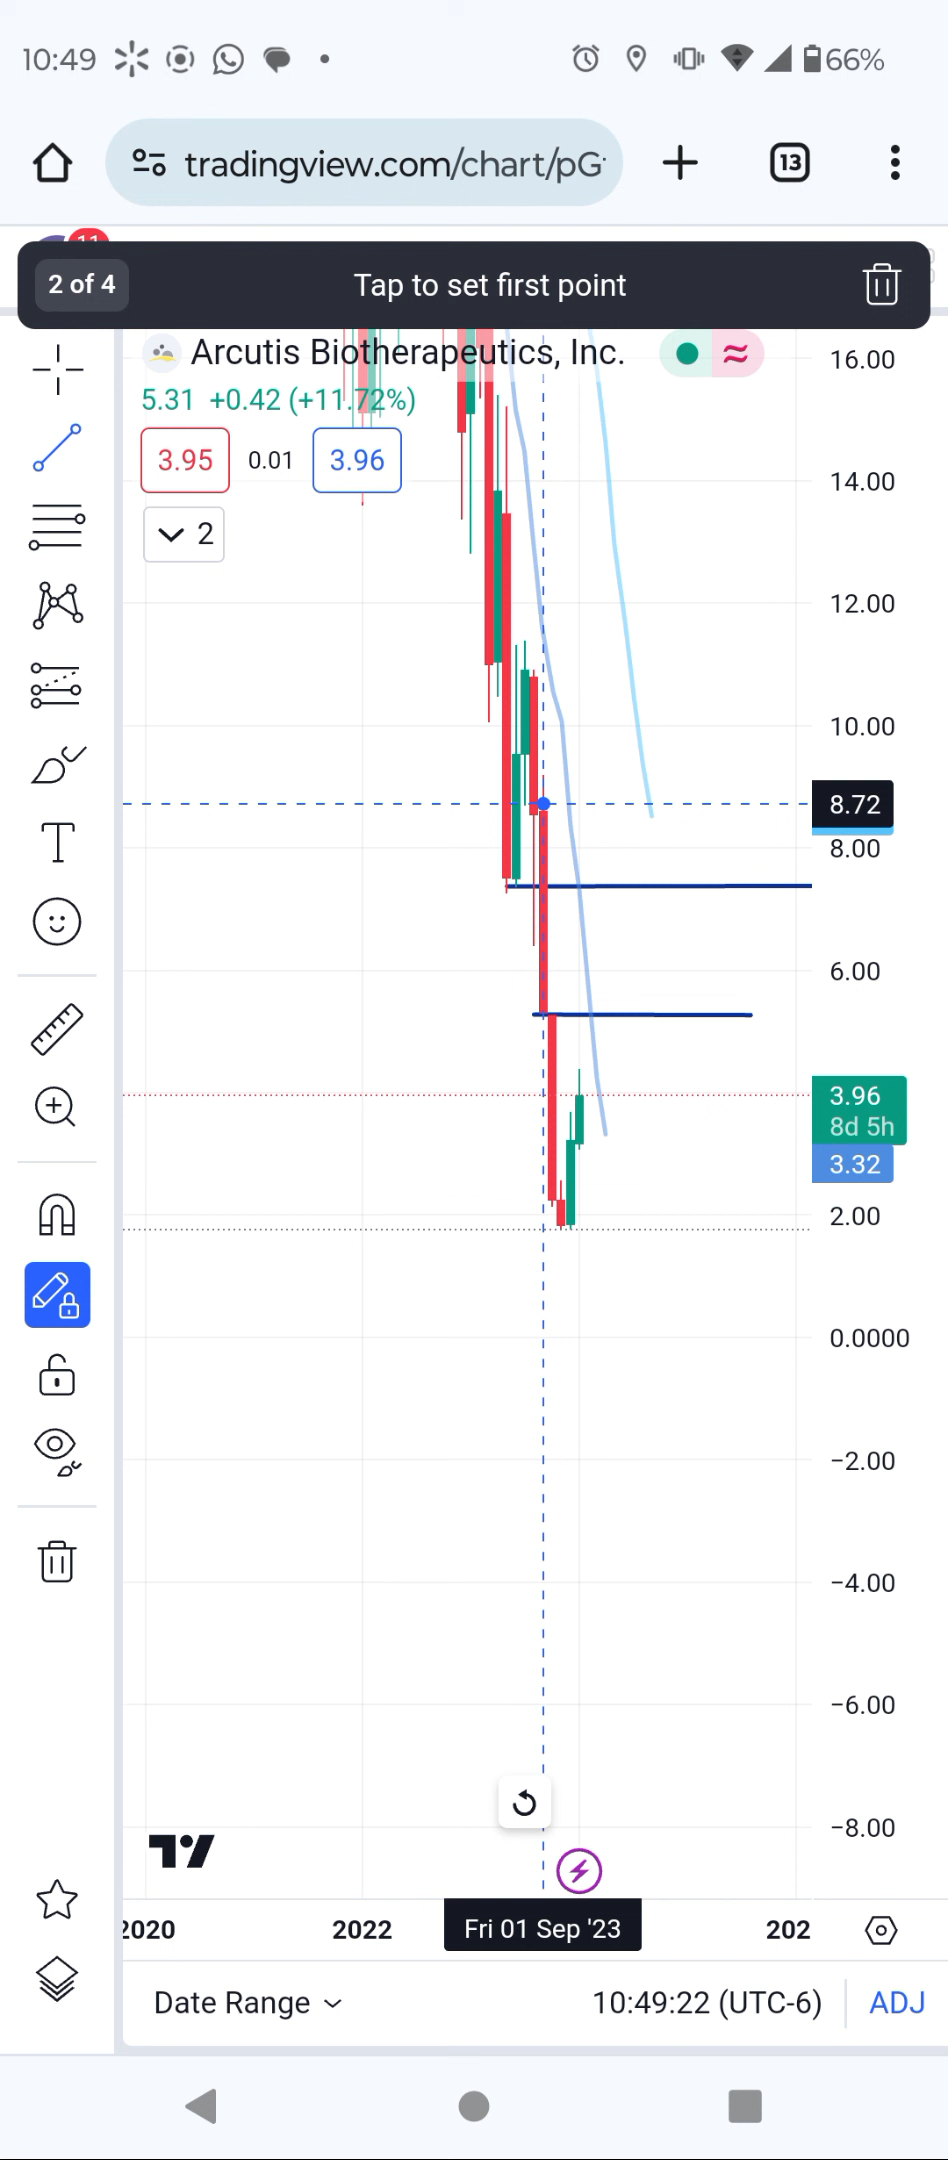 10:49
66%
tradingview.com/chart/pG
13
11
2 of 4
Tap to set first point
Arcutis Biotherapeutics, Inc.
5.31 +0.42 (+11.72%)
3.95 0.01 3.96
2
16.00
14.00
12.00
10.00
8.72
8.00
6.00
3.96
8d 5h
3.32
2.00
0.0000
−2.00
−4.00
−6.00
−8.00
2020 2022 Fri 01 Sep '23 202
Date Range 10:49:22 (UTC-6) ADJ